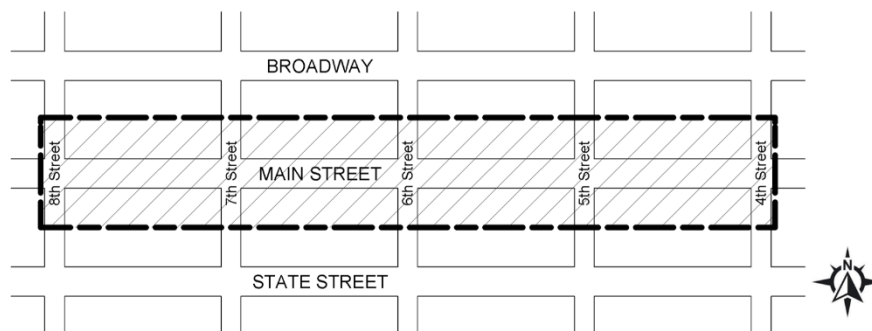 BROADWAY
8th Street
7th Street
MAIN STREET
6th Street
5th Street
4th Street
STATE STREET
N